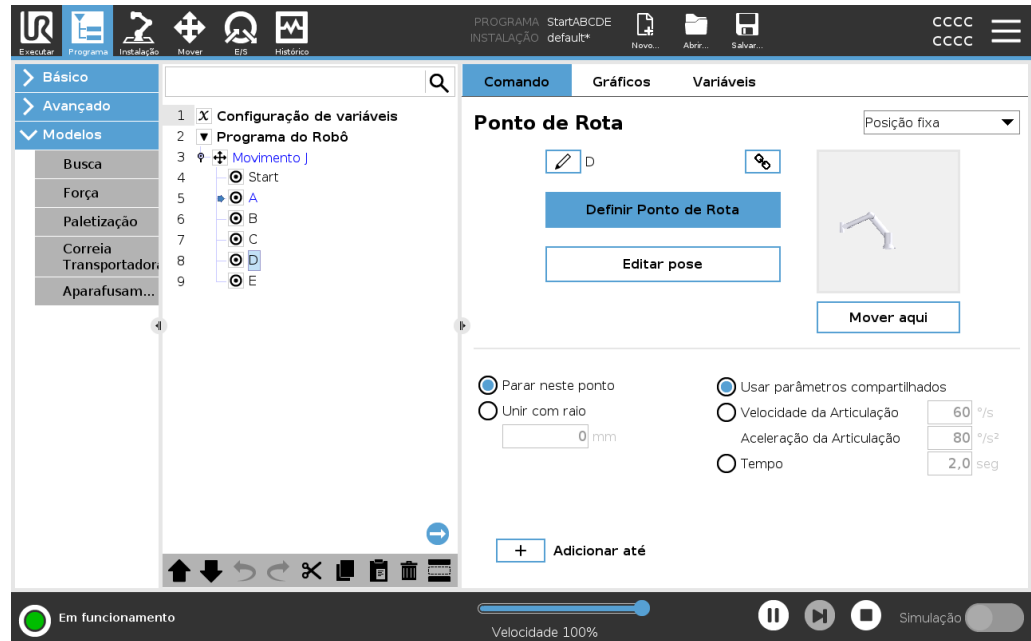 UR
PROGRAMA StartABCDE
INSTALAÇÃO default*
CCCC
CCCC
Executar
Programa
Instalação
Mover
E/S
Histórico
Novo...
Abrir...
Salvar...
Básico
Avançado
Modelos
Busca
Força
Paletização
Correia
Transportador
Aparafusam...
1 X Configuração de variáveis
2 Programa do Robô
3 Movimento J
4 Start
5 A
6 B
7 C
8 D
9 E
Comando Gráficos Variáveis
Ponto de Rota
Posição fixa
D
Definir Ponto de Rota
Editar pose
Mover aqui
Parar neste ponto
Unir com raio
0 mm
Usar parâmetros compartilhados
Velocidade da Articulação 60 °/s
Aceleração da Articulação 80 °/s²
Tempo 2,0 seg
+ Adicionar até
Em funcionamento
Velocidade 100%
Simulação